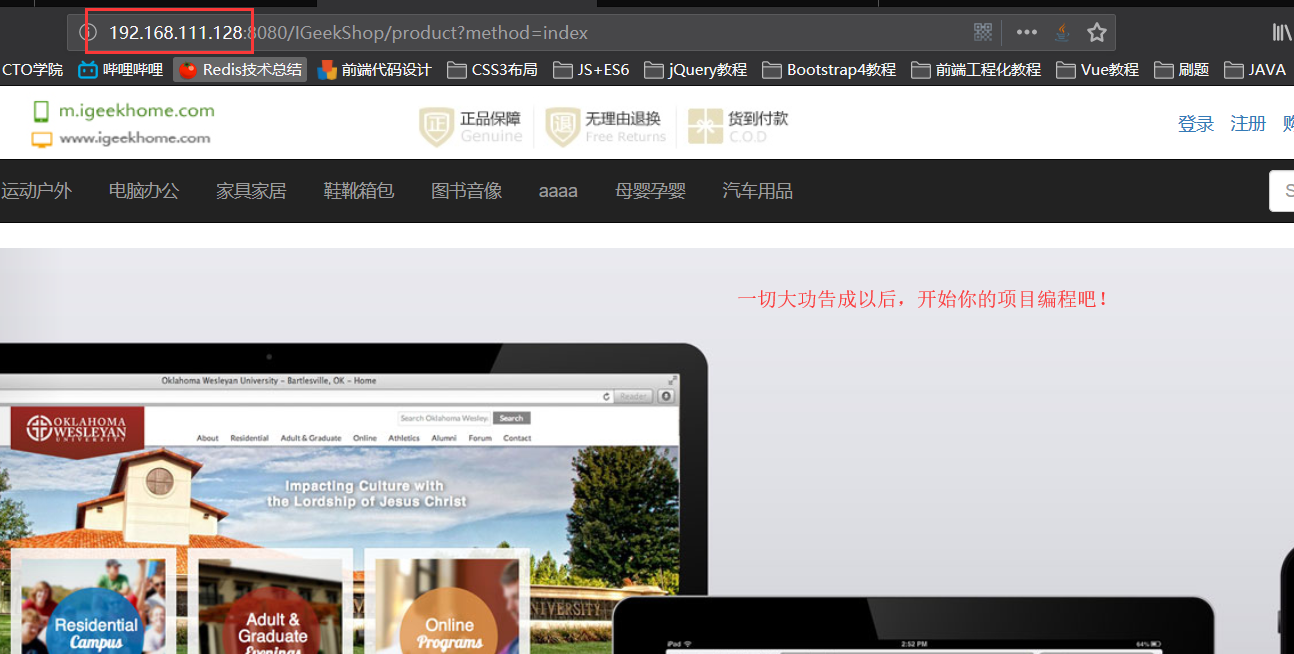 192.168.111.128:8080/IGeekShop/product?method=index
CTO学院 哔哩哔哩 Redis技术总结 前端代码设计 CSS3布局 JS+ES6 jQuery教程 Bootstrap4教程 前端工程化教程 Vue教程 刷题 JAVA
m.igeekhome.com
www.igeekhome.com
正 正品保障
Genuine
退 无理由退换
Free Returns
货到付款
C.O.D
登录 注册 购
运动户外 电脑办公 家具家居 鞋靴箱包 图书音像 aaaa 母婴孕婴 汽车用品
S
一切大功告成以后，开始你的项目编程吧！
Oklahoma Wesleyan University – Bartlesville, OK – Home
Reader
OKLAHOMA
WESLEYAN
UNIVERSITY
Search Oklahoma Wesley Search
About Residential Adult & Graduate Online Athletics Alumni Forum Contact
Impacting Culture with
the Lordship of Jesus Christ
UNIVERSITY
Residential
Campus
Adult &
Graduate
Evenings
Online
Programs
iPod 2:52 PM 64%